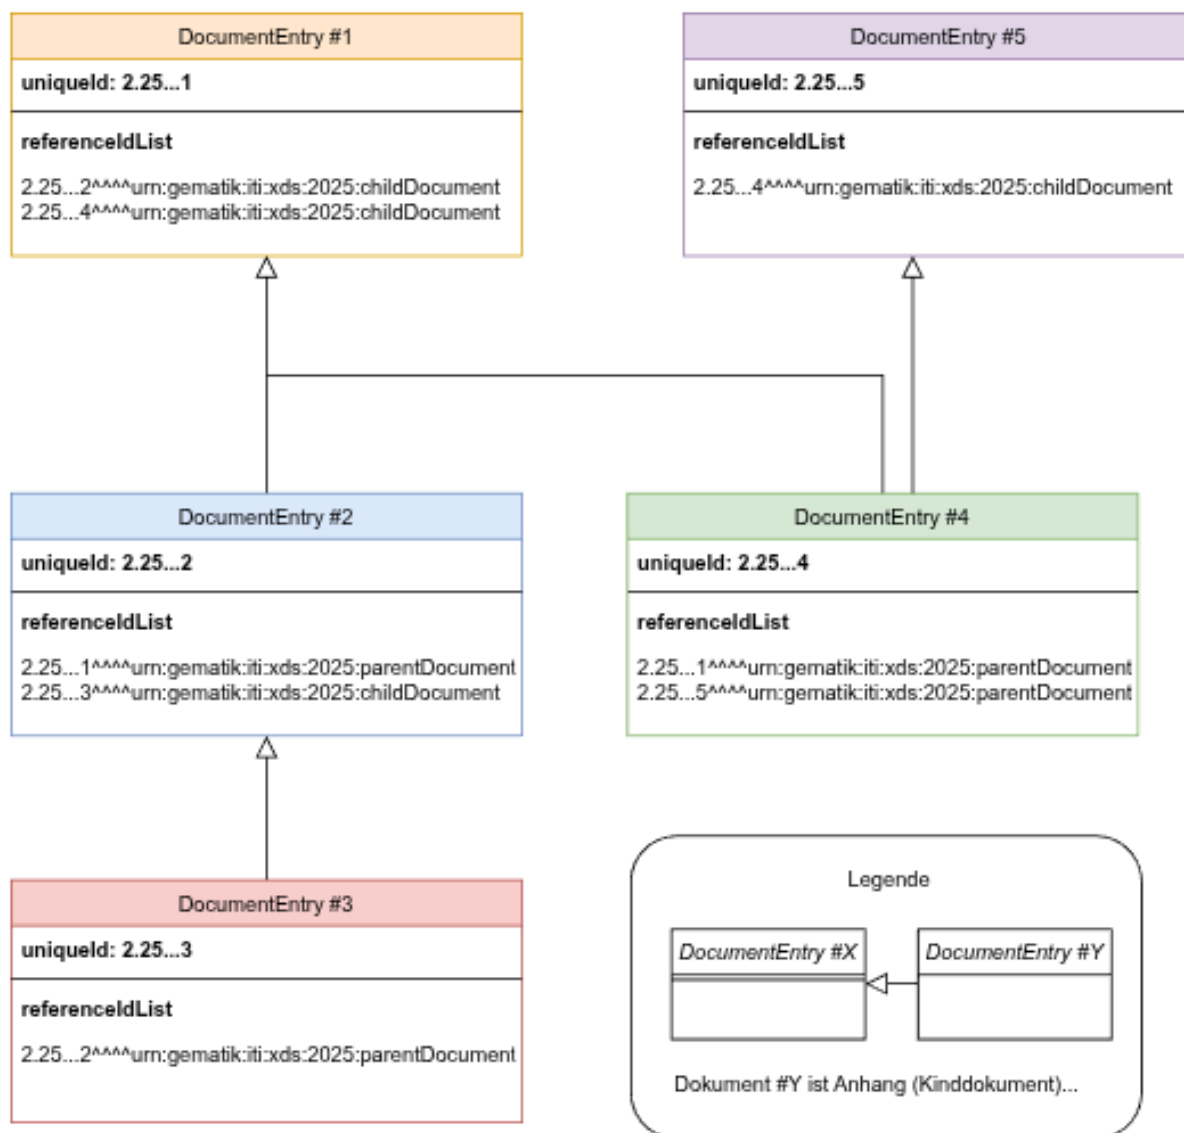 DocumentEntry #1
uniqueId: 2.25...1
referenceIdList
2.25...2^^^^urn:gematik:iti:xds:2025:childDocument
2.25...4^^^^urn:gematik:iti:xds:2025:childDocument
DocumentEntry #5
uniqueId: 2.25...5
referenceIdList
2.25...4^^^^urn:gematik:iti:xds:2025:childDocument
DocumentEntry #2
uniqueId: 2.25...2
referenceIdList
2.25...1^^^^urn:gematik:iti:xds:2025:parentDocument
2.25...3^^^^urn:gematik:iti:xds:2025:childDocument
DocumentEntry #4
uniqueId: 2.25...4
referenceIdList
2.25...1^^^^urn:gematik:iti:xds:2025:parentDocument
2.25...5^^^^urn:gematik:iti:xds:2025:parentDocument
DocumentEntry #3
uniqueId: 2.25...3
referenceIdList
2.25...2^^^^urn:gematik:iti:xds:2025:parentDocument
Legende
DocumentEntry #X
DocumentEntry #Y
Dokument #Y ist Anhang (Kinddokument)...